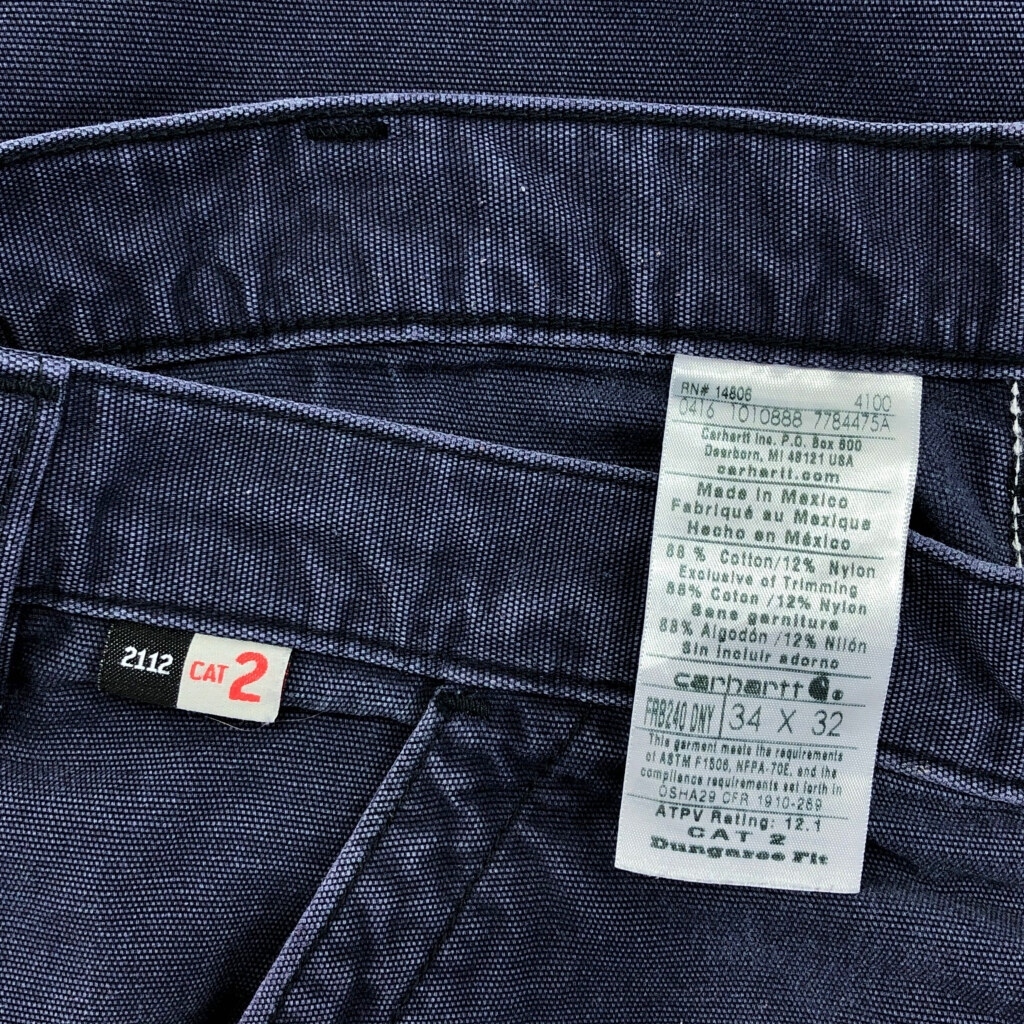 RN# 14806 4100
0416 1010888 7784475A
Carhartt Inc. P.O. Box 600
Dearborn, MI 48121 USA
carhartt.com
Made in Mexico
Fabriqué au Mexique
Hecho en México
88 % Cotton/12% Nylon
Exclusive of Trimming
88% Coton /12% Nylon
Sans garniture
88% Algodón /12% Nilón
Sin incluir adorno
carhartt
FRB240 DNY 34 X 32
This garment meets the requirements
of ASTM F1506, NFPA-70E, and the
compliance requirements set forth in
OSHA29 CFR 1910-269
ATPV Rating: 12.1
CAT 2
Dungaree Fit
2112 CAT 2